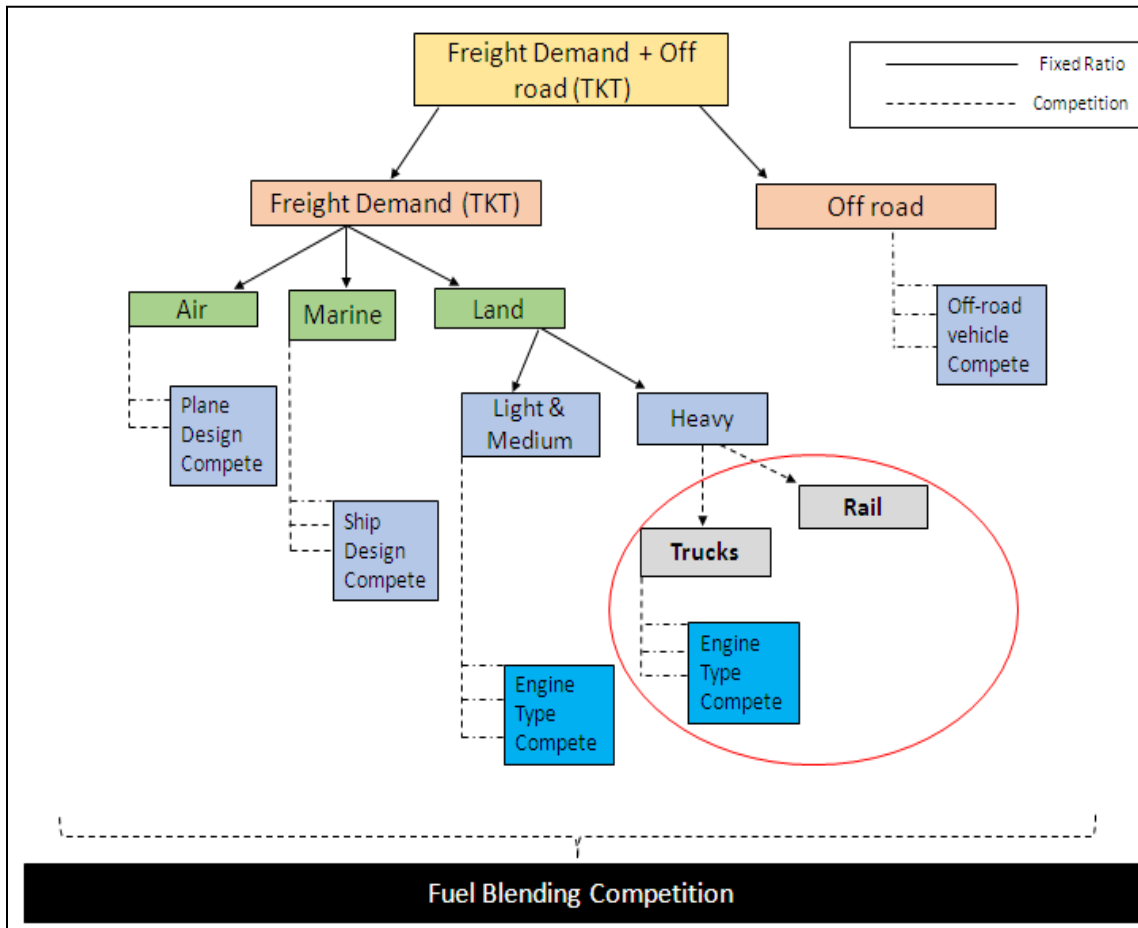 Freight Demand + Off
road (TKT)
Fixed Ratio
Competition
Freight Demand (TKT)
Off road
Air
Marine
Land
Off-road
vehicle
Compete
Plane
Design
Compete
Light &
Medium
Heavy
Rail
Ship
Design
Compete
Trucks
Engine
Type
Compete
Engine
Type
Compete
Fuel Blending Competition